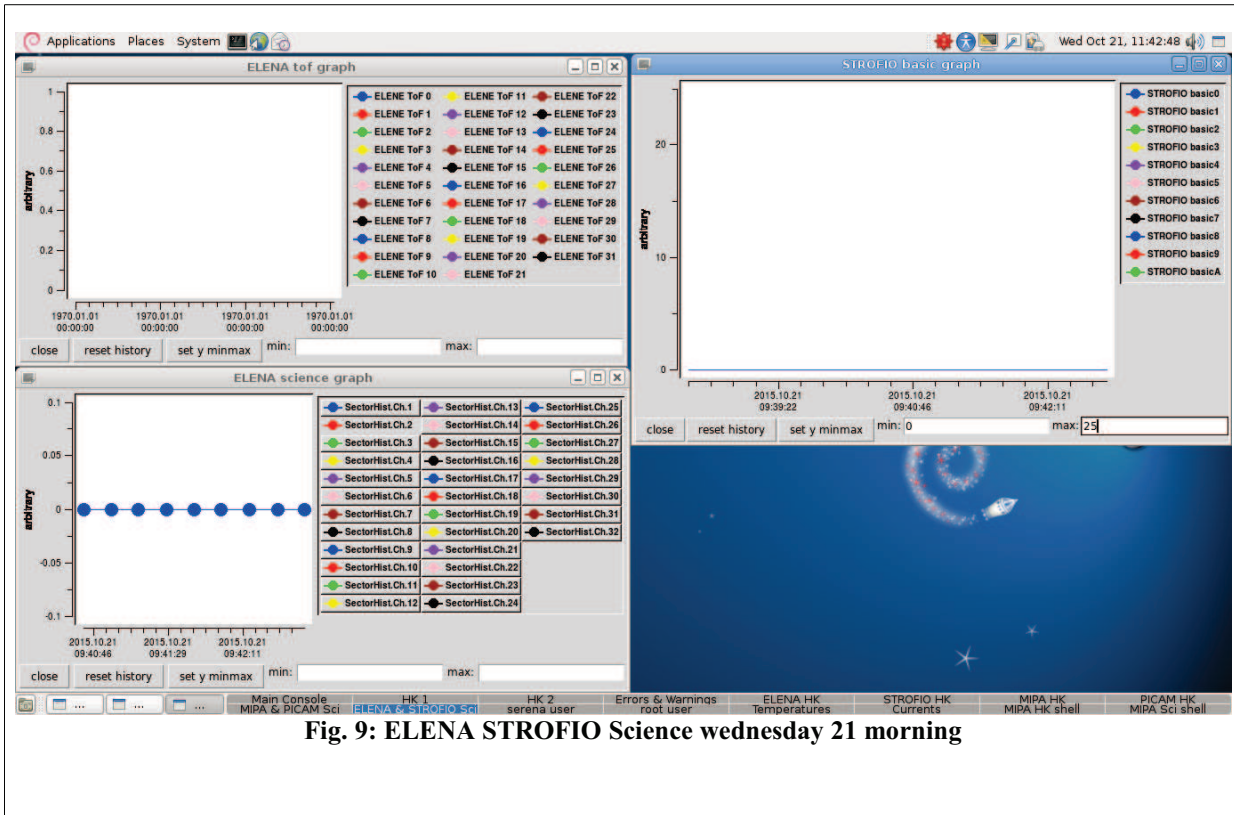 Applications Places System
Wed Oct 21, 11:42:48
ELENA tof graph
1
0.8
0.6
0.4
0.2
0
arbitrary
1970.01.01 1970.01.01 1970.01.01 1970.01.01
00:00:00 00:00:00 00:00:00 00:00:00
ELENE ToF 0 ELENE ToF 11 ELENE ToF 22
ELENE ToF 1 ELENE ToF 12 ELENE ToF 23
ELENE ToF 2 ELENE ToF 13 ELENE ToF 24
ELENE ToF 3 ELENE ToF 14 ELENE ToF 25
ELENE ToF 4 ELENE ToF 15 ELENE ToF 26
ELENE ToF 5 ELENE ToF 16 ELENE ToF 27
ELENE ToF 6 ELENE ToF 17 ELENE ToF 28
ELENE ToF 7 ELENE ToF 18 ELENE ToF 29
ELENE ToF 8 ELENE ToF 19 ELENE ToF 30
ELENE ToF 9 ELENE ToF 20 ELENE ToF 31
ELENE ToF 10 ELENE ToF 21
close reset history set y minmax min: max:
STROFIO basic graph
20
10
0
arbitrary
2015.10.21 2015.10.21 2015.10.21
09:39:22 09:40:46 09:42:11
STROFIO basic0
STROFIO basic1
STROFIO basic2
STROFIO basic3
STROFIO basic4
STROFIO basic5
STROFIO basic6
STROFIO basic7
STROFIO basic8
STROFIO basic9
STROFIO basicA
close reset history set y minmax min: 0 max: 25
ELENA science graph
0.1
0.05
0
-0.05
-0.1
arbitrary
2015.10.21 2015.10.21 2015.10.21
09:40:46 09:41:29 09:42:11
SectorHist.Ch.1 SectorHist.Ch.13 SectorHist.Ch.25
SectorHist.Ch.2 SectorHist.Ch.14 SectorHist.Ch.26
SectorHist.Ch.3 SectorHist.Ch.15 SectorHist.Ch.27
SectorHist.Ch.4 SectorHist.Ch.16 SectorHist.Ch.28
SectorHist.Ch.5 SectorHist.Ch.17 SectorHist.Ch.29
SectorHist.Ch.6 SectorHist.Ch.18 SectorHist.Ch.30
SectorHist.Ch.7 SectorHist.Ch.19 SectorHist.Ch.31
SectorHist.Ch.8 SectorHist.Ch.20 SectorHist.Ch.32
SectorHist.Ch.9 SectorHist.Ch.21
SectorHist.Ch.10 SectorHist.Ch.22
SectorHist.Ch.11 SectorHist.Ch.23
SectorHist.Ch.12 SectorHist.Ch.24
close reset history set y minmax min: max:
... ... ...
Main Console HK 1 HK 2 Errors & Warnings ELENA HK STROFIO HK MIPA HK PICAM HK
MIPA & PICAM Sci ELENA & STROFIO Sci serena user root user Temperatures Currents MIPA HK shell MIPA Sci shell
Fig. 9: ELENA STROFIO Science wednesday 21 morning